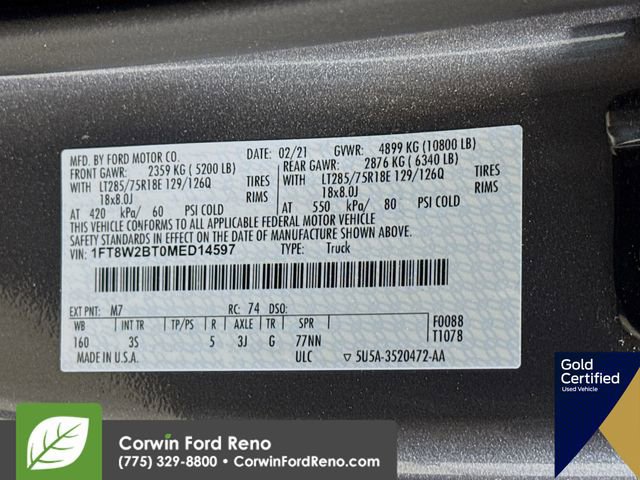 MFD. BY FORD MOTOR CO.
DATE: 02/21 GVWR: 4899 KG (10800 LB)
FRONT GAWR: 2359 KG (5200 LB)
REAR GAWR: 2876 KG (6340 LB)
WITH LT285/75R18E 129/126Q TIRES
WITH LT285/75R18E 129/126Q TIRES
18x8.0J RIMS
18x8.0J RIMS
AT 420 kPa/ 60 PSI COLD
AT 550 kPa/ 80 PSI COLD
THIS VEHICLE CONFORMS TO ALL APPLICABLE FEDERAL MOTOR VEHICLE
SAFETY STANDARDS IN EFFECT ON THE DATE OF MANUFACTURE SHOWN ABOVE.
VIN: 1FT8W2BT0MED14597 TYPE: Truck
EXT PNT: M7 RC: 74 DSO:
WB INT TR TP/PS R AXLE TR SPR
F0088
160 3S 5 3J G 77NN
T1078
MADE IN U.S.A. ULC ▽ 5U5A-3520472-AA
Gold
Certified
Used Vehicle
Corwin Ford Reno
(775) 329-8800 • CorwinFordReno.com